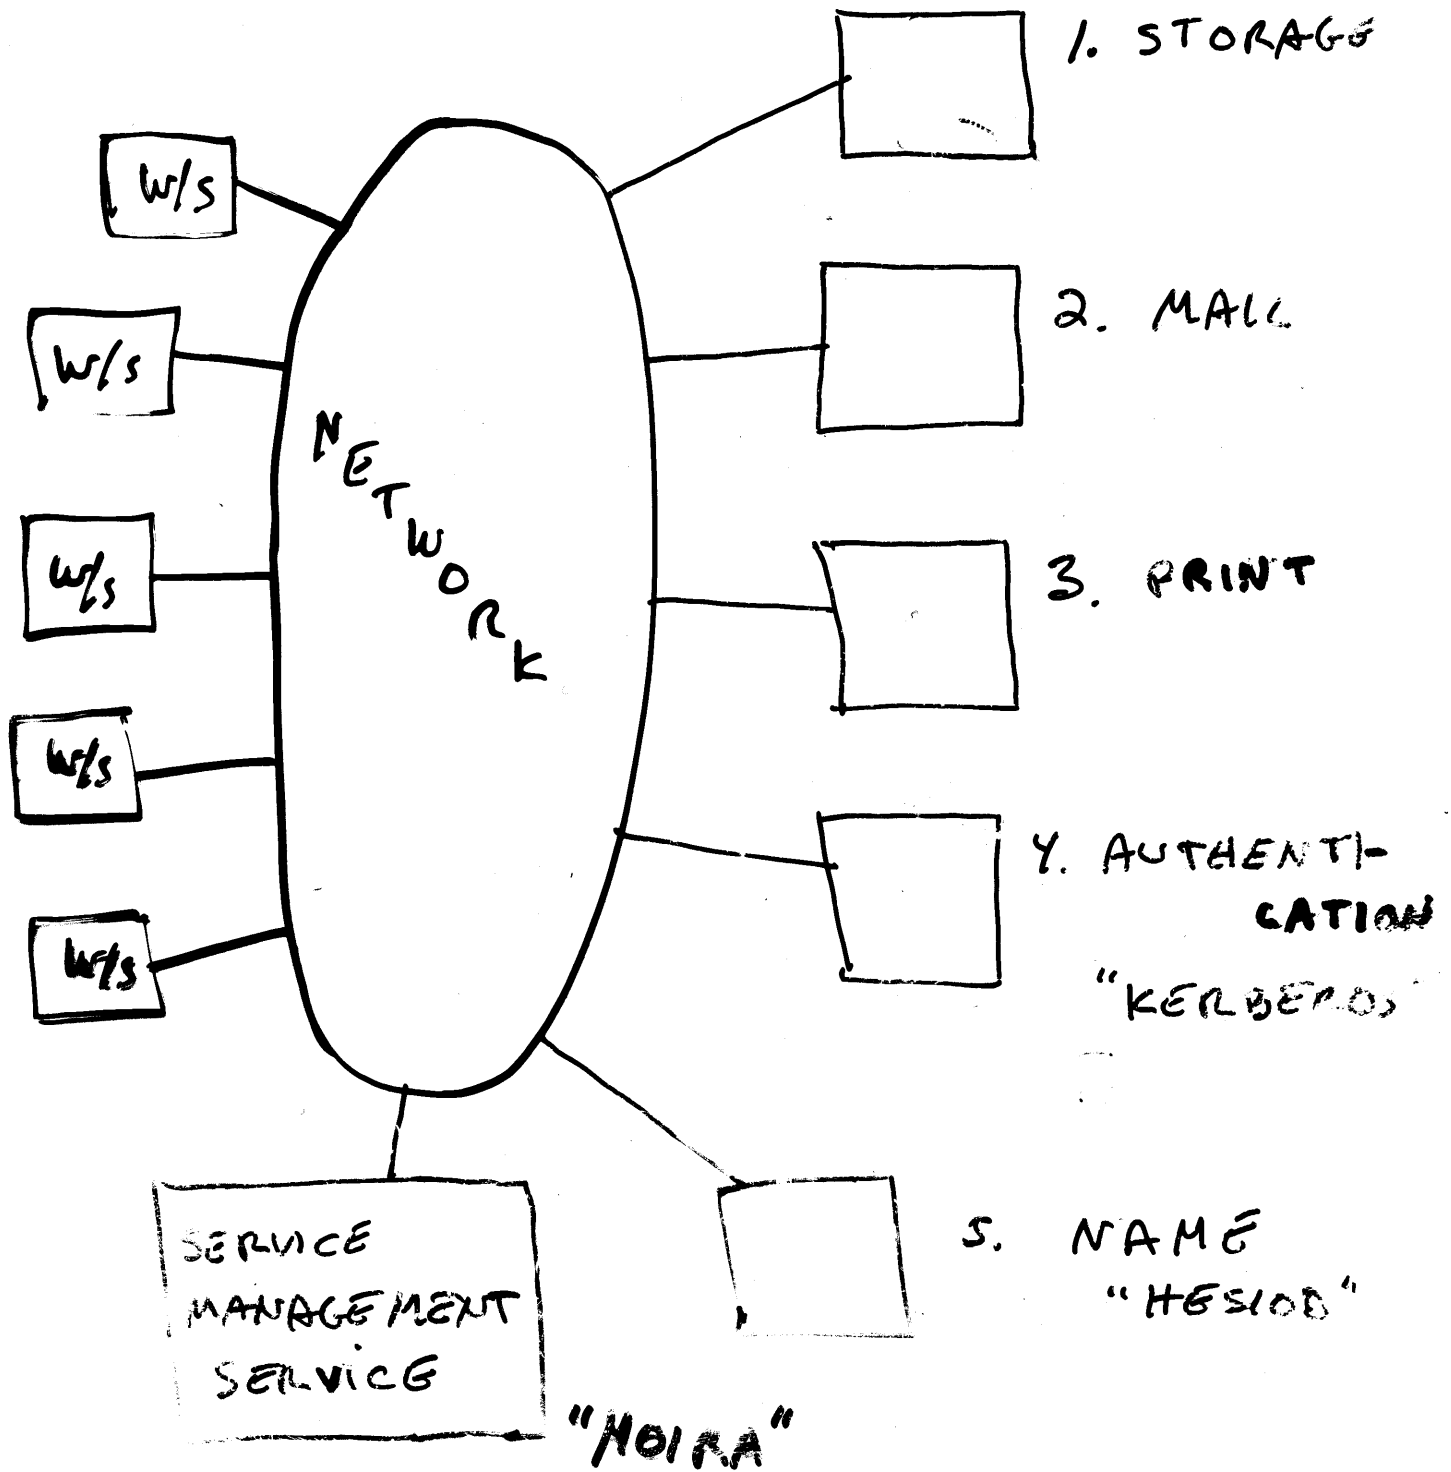 1. STORAGE
W/S
2. MAIL
W/S
NETWORK
W/S
3. PRINT
W/S
4. AUTHENTI-
CATION
W/S
"KERBEROS"
SERVICE
MANAGEMENT
SERVICE
5. NAME
"HESIOD"
"MOIRA"